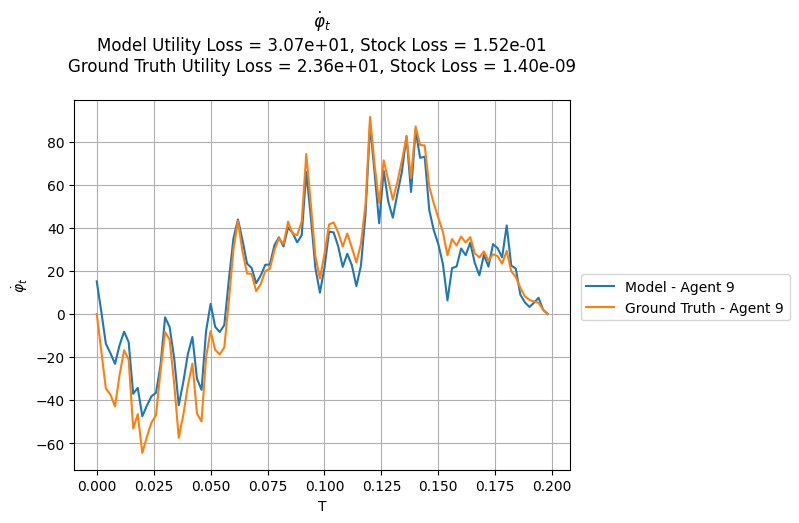 φ̇ₜ
Model Utility Loss = 3.07e+01, Stock Loss = 1.52e-01
Ground Truth Utility Loss = 2.36e+01, Stock Loss = 1.40e-09
φ̇ₜ
80
60
40
20
0
−20
−40
−60
0.000 0.025 0.050 0.075 0.100 0.125 0.150 0.175 0.200
T
Model - Agent 9
Ground Truth - Agent 9